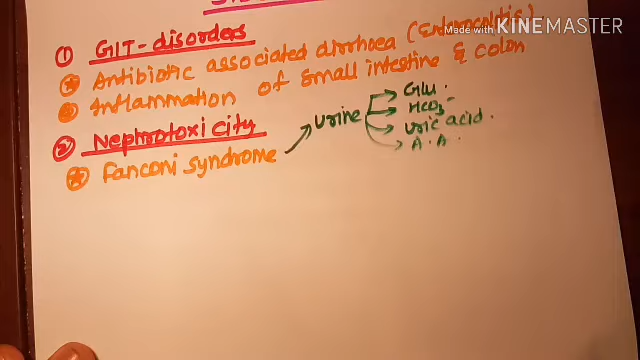 Made with KINEMASTER
① GIT-disorders
Antibiotic associated dirrhoea (Enterocolitis)
Inflammation of small intestine & colon
② Nephrotoxicity
Fanconi syndrome → Urine
Glu.
HCO3-
Uric acid.
A.A.